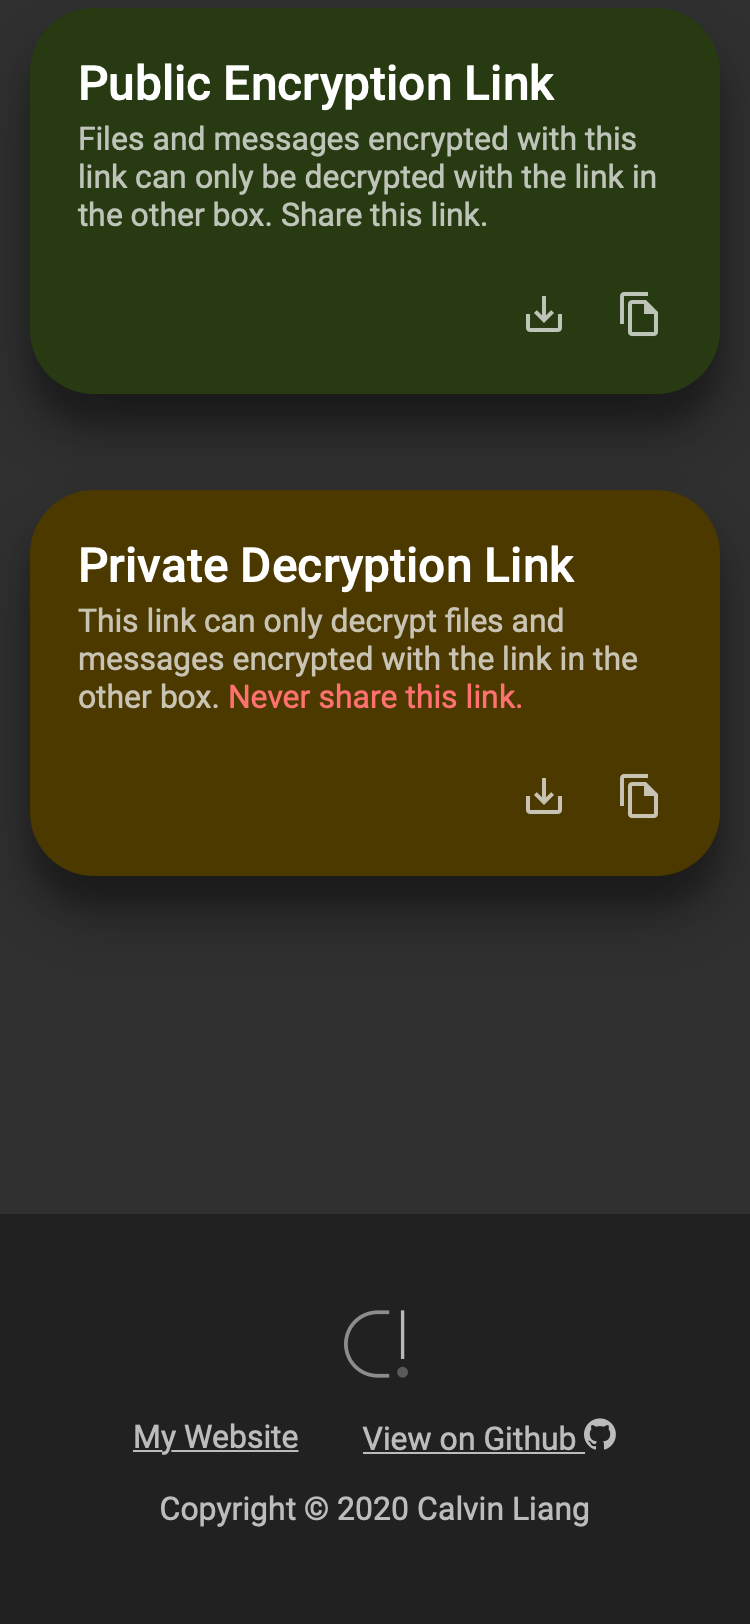 Public Encryption Link
Files and messages encrypted with this
link can only be decrypted with the link in
the other box. Share this link.
Private Decryption Link
This link can only decrypt files and
messages encrypted with the link in the
other box. Never share this link.
My Website
View on Github
Copyright © 2020 Calvin Liang